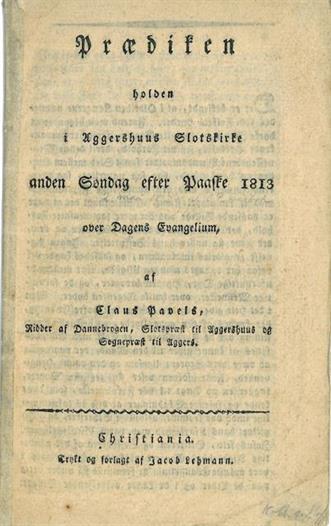 Prædiken
holden
i Aggershuus Slotskirke
anden Søndag efter Paaske 1813
over Dagens Evangelium,
af
Claus Pavels,
Ridder af Dannebrogen, Slotspræst til Aggershuus og
Sognepræst til Aggers.
Christiania.
Trykt og forlagt af Jacob Lehmann.